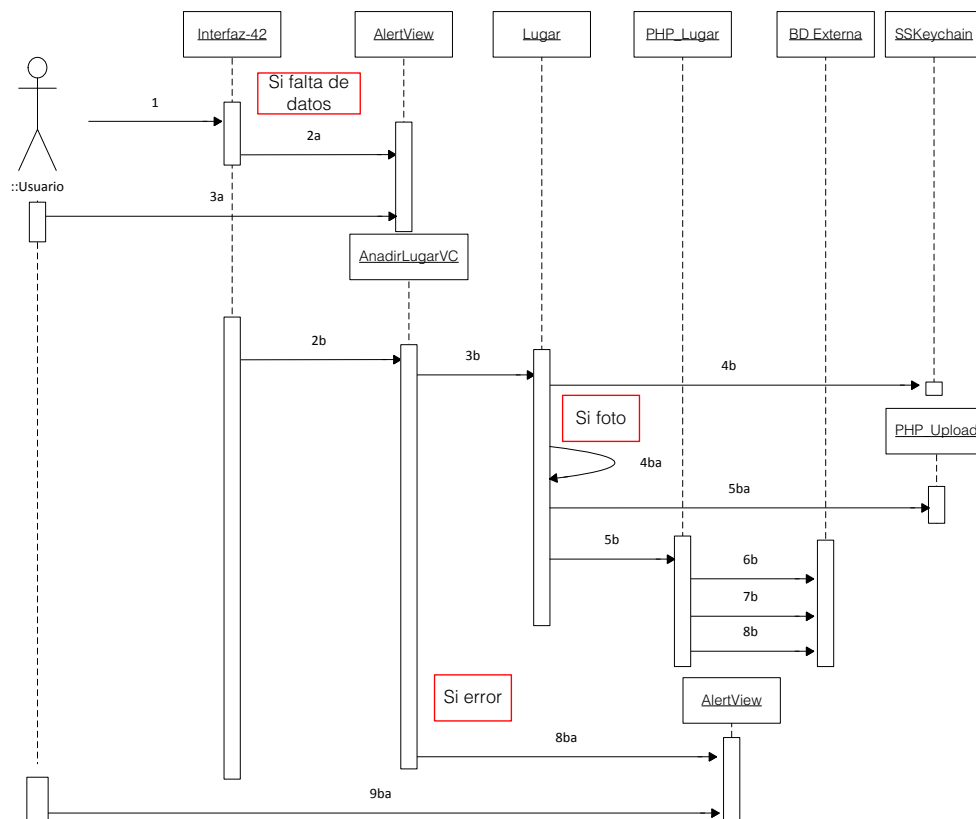 Interfaz-42
AlertView
Lugar
PHP_Lugar
BD Externa
SSKeychain
Si falta de
datos
1
2a
::Usuario
3a
AnadirLugarVC
2b
3b
4b
Si foto
PHP_Upload
4ba
5ba
5b
6b
7b
8b
Si error
AlertView
8ba
9ba